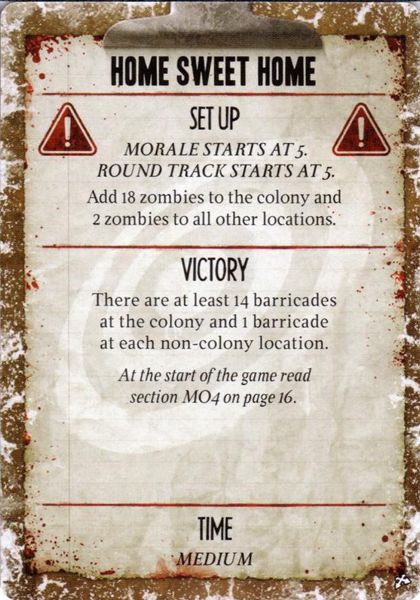 HOME SWEET HOME
SET UP
MORALE STARTS AT 5.
ROUND TRACK STARTS AT 5.
Add 18 zombies to the colony and
2 zombies to all other locations.
VICTORY
There are at least 14 barricades
at the colony and 1 barricade
at each non-colony location.
At the start of the game read
section MO4 on page 16.
TIME
MEDIUM